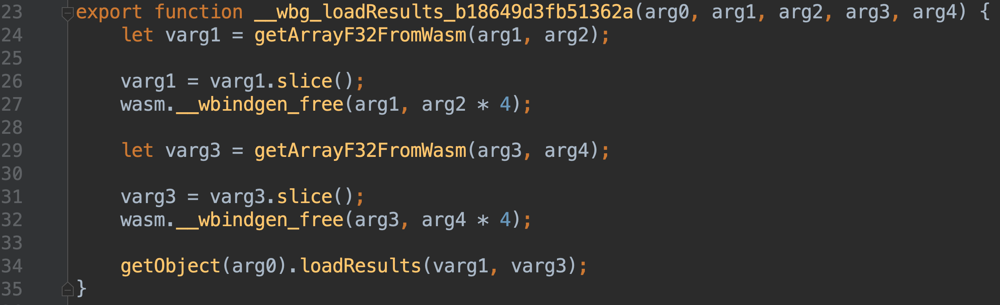 23 export function __wbg_loadResults_b18649d3fb51362a(arg0, arg1, arg2, arg3, arg4) {
24     let varg1 = getArrayF32FromWasm(arg1, arg2);
25
26     varg1 = varg1.slice();
27     wasm.__wbindgen_free(arg1, arg2 * 4);
28
29     let varg3 = getArrayF32FromWasm(arg3, arg4);
30
31     varg3 = varg3.slice();
32     wasm.__wbindgen_free(arg3, arg4 * 4);
33
34     getObject(arg0).loadResults(varg1, varg3);
35 }